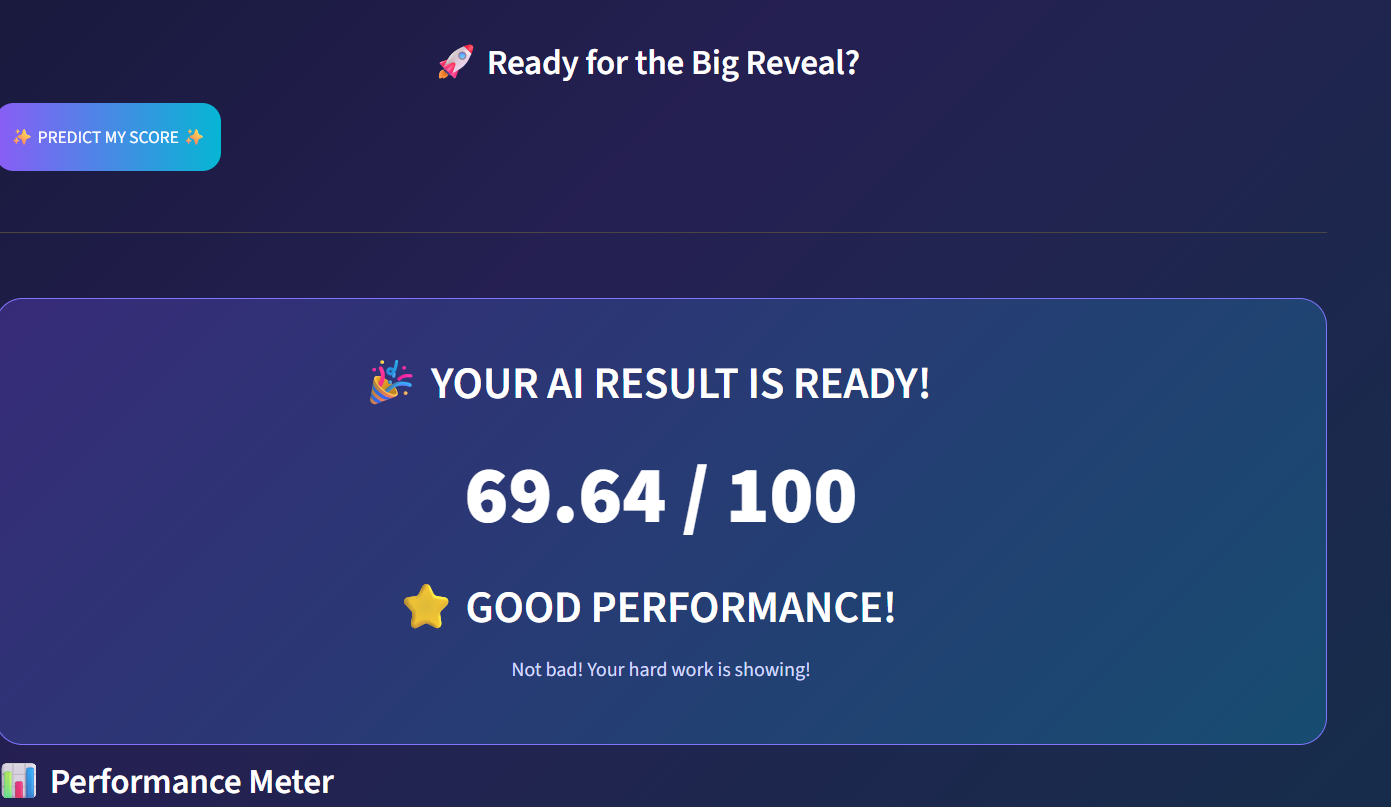 🚀 Ready for the Big Reveal?
✨ PREDICT MY SCORE ✨
🎉 YOUR AI RESULT IS READY!
69.64 / 100
⭐ GOOD PERFORMANCE!
Not bad! Your hard work is showing!
📊 Performance Meter